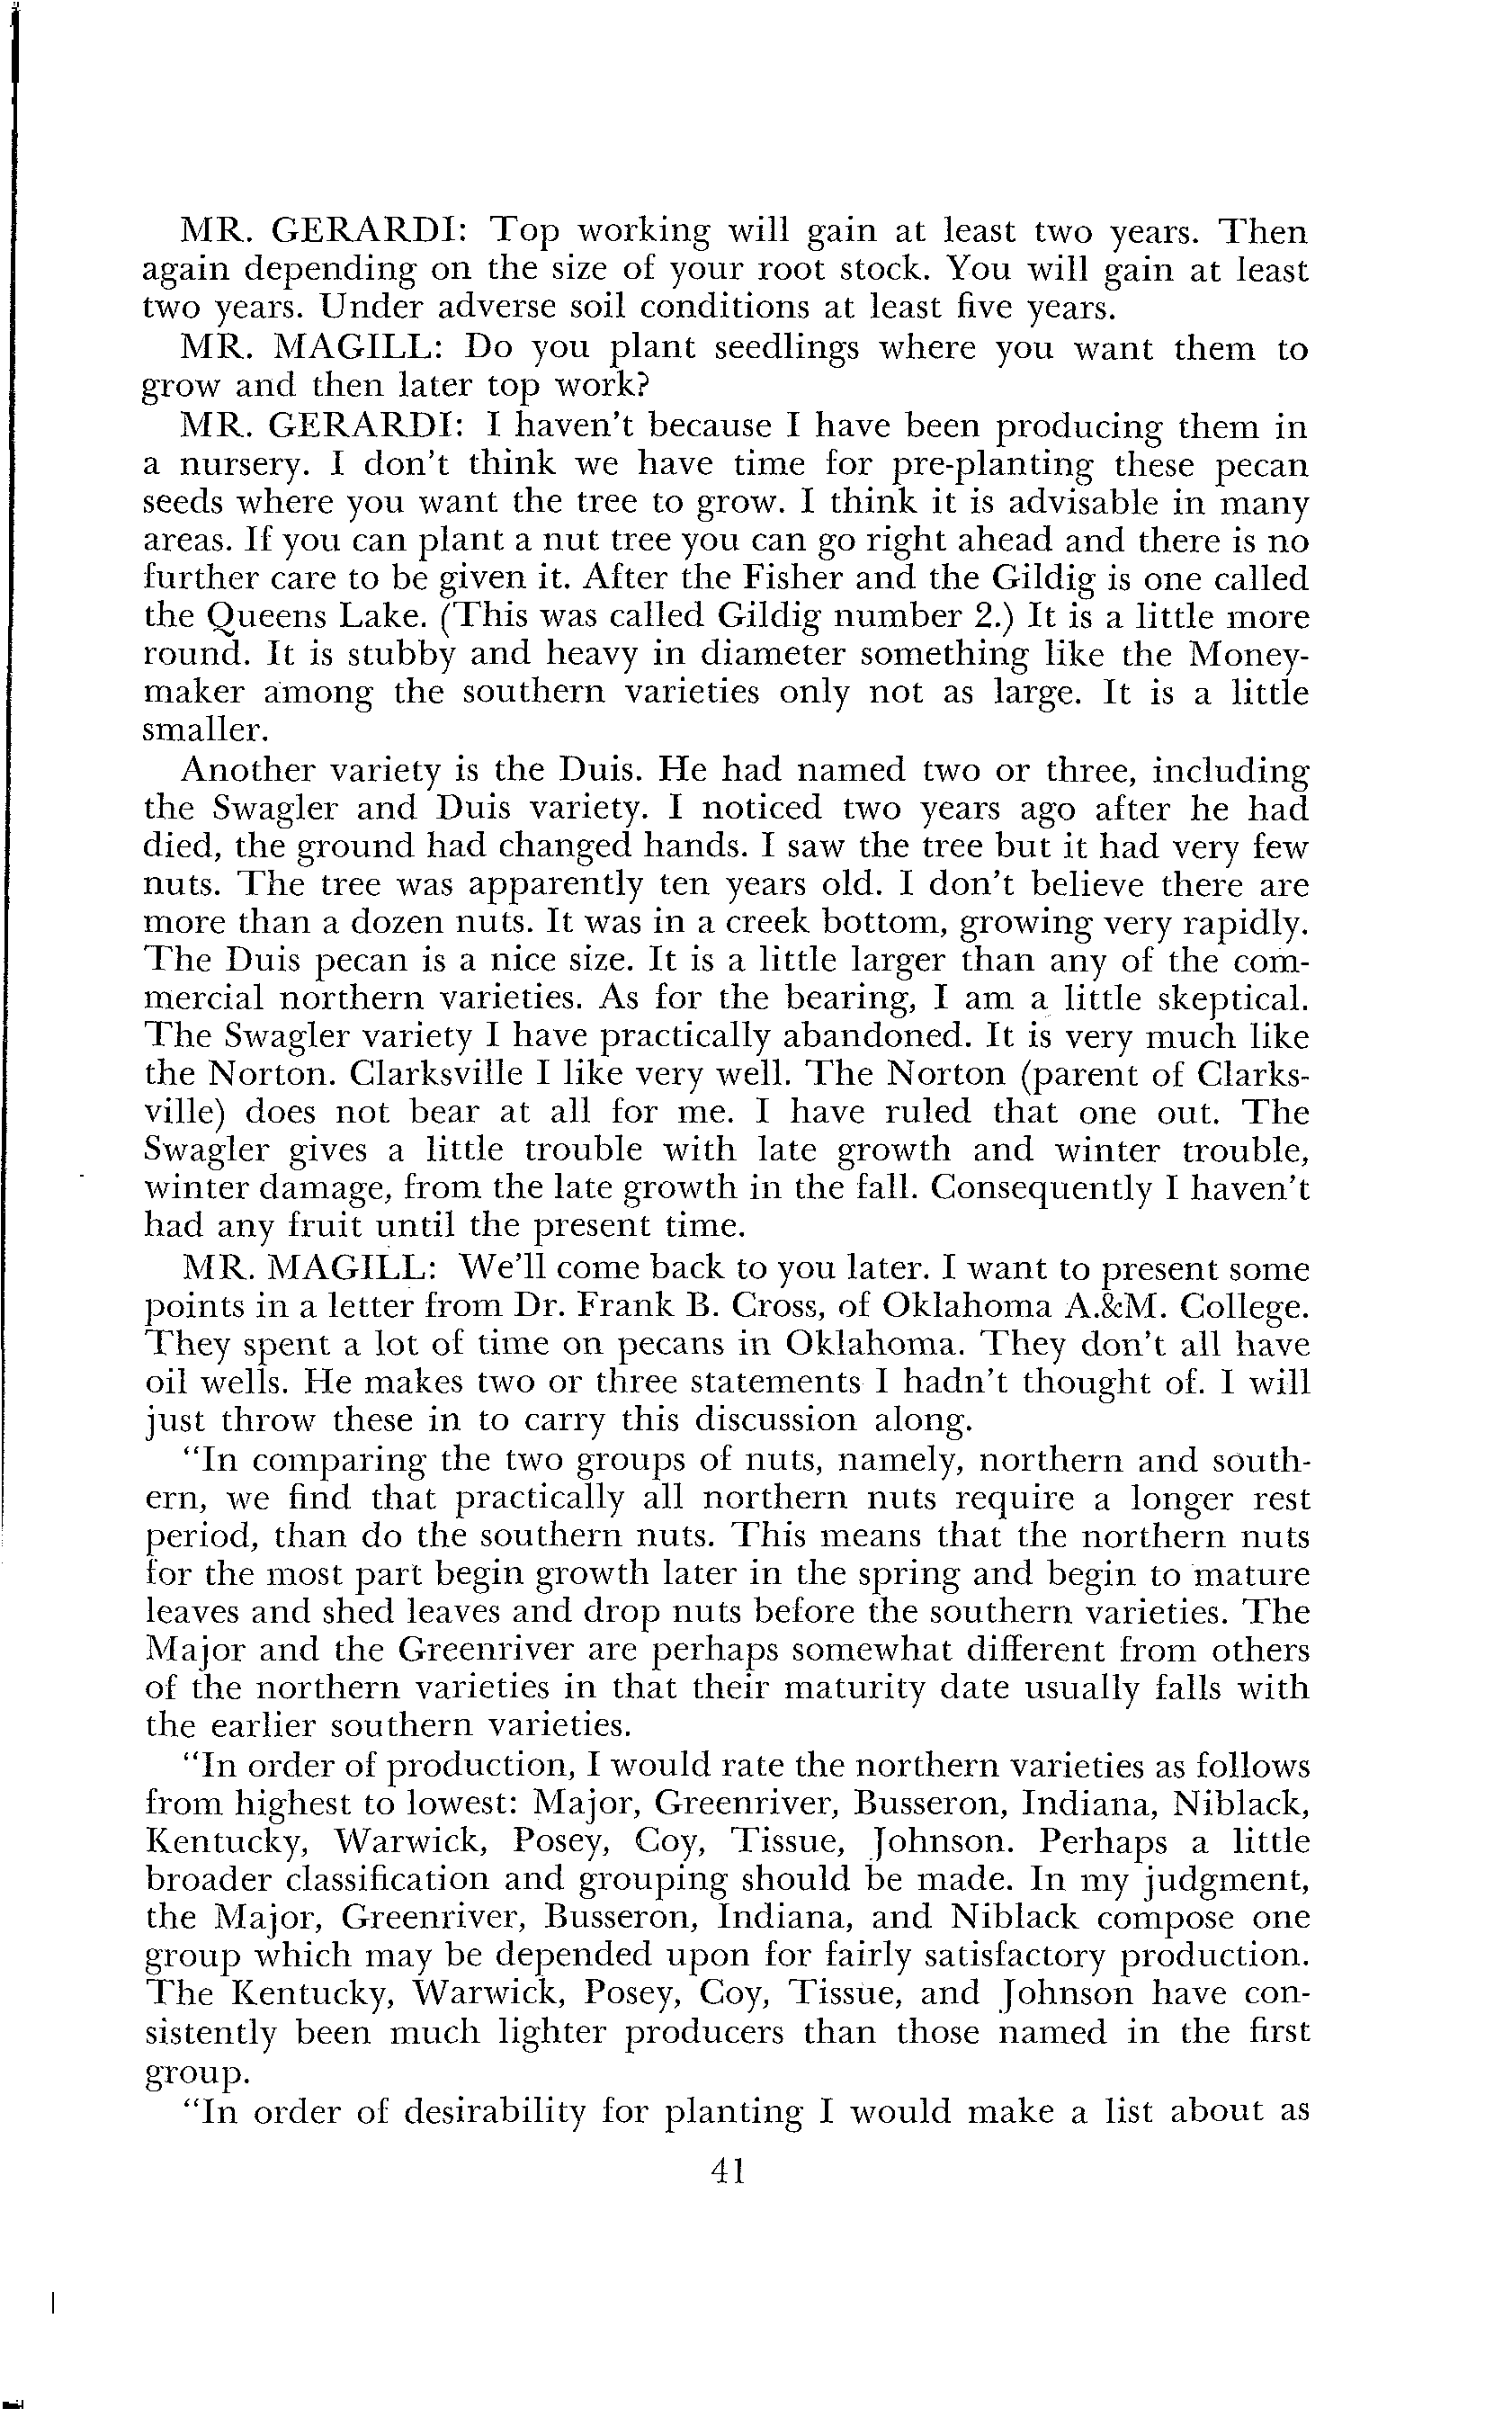 MR. GERARDI: Top working will gain at least two years. Then
again depending on the size of your root stock. You will gain at least
two years. Under adverse soil conditions at least five years.
MR. MAGILL: Do you plant seedlings where you want them to
grow and then later top work?
MR. GERARDI: I haven't because I have been producing them in
a nursery. I don't think we have time for pre-planting these pecan
seeds where you want the tree to grow. I think it is advisable in many
areas. If you can plant a nut tree you can go right ahead and there is no
further care to be given it. After the Fisher and the Gildig is one called
the Queens Lake. (This was called Gildig number 2.) It is a little more
round. It is stubby and heavy in diameter something like the Money-
maker among the southern varieties only not as large. It is a little
smaller.
Another variety is the Duis. He had named two or three, including
the Swagler and Duis variety. I noticed two years ago after he had
died, the ground had changed hands. I saw the tree but it had very few
nuts. The tree was apparently ten years old. I don't believe there are
more than a dozen nuts. It was in a creek bottom, growing very rapidly.
The Duis pecan is a nice size. It is a little larger than any of the com-
mercial northern varieties. As for the bearing, I am a little skeptical.
The Swagler variety I have practically abandoned. It is very much like
the Norton. Clarksville I like very well. The Norton (parent of Clarks-
ville) does not bear at all for me. I have ruled that one out. The
Swagler gives a little trouble with late growth and winter trouble,
winter damage, from the late growth in the fall. Consequently I haven't
had any fruit until the present time.
MR. MAGILL: We'll come back to you later. I want to present some
points in a letter from Dr. Frank B. Cross, of Oklahoma A.&M. College.
They spent a lot of time on pecans in Oklahoma. They don't all have
oil wells. He makes two or three statements I hadn't thought of. I will
just throw these in to carry this discussion along.
"In comparing the two groups of nuts, namely, northern and south-
ern, we find that practically all northern nuts require a longer rest
period, than do the southern nuts. This means that the northern nuts
for the most part begin growth later in the spring and begin to mature
leaves and shed leaves and drop nuts before the southern varieties. The
Major and the Greenriver are perhaps somewhat different from others
of the northern varieties in that their maturity date usually falls with
the earlier southern varieties.
"In order of production, I would rate the northern varieties as follows
from highest to lowest: Major, Greenriver, Busseron, Indiana, Niblack,
Kentucky, Warwick, Posey, Coy, Tissue, Johnson. Perhaps a little
broader classification and grouping should be made. In my judgment,
the Major, Greenriver, Busseron, Indiana, and Niblack compose one
group which may be depended upon for fairly satisfactory production.
The Kentucky, Warwick, Posey, Coy, Tissue, and Johnson have con-
sistently been much lighter producers than those named in the first
group.
"In order of desirability for planting I would make a list about as
41